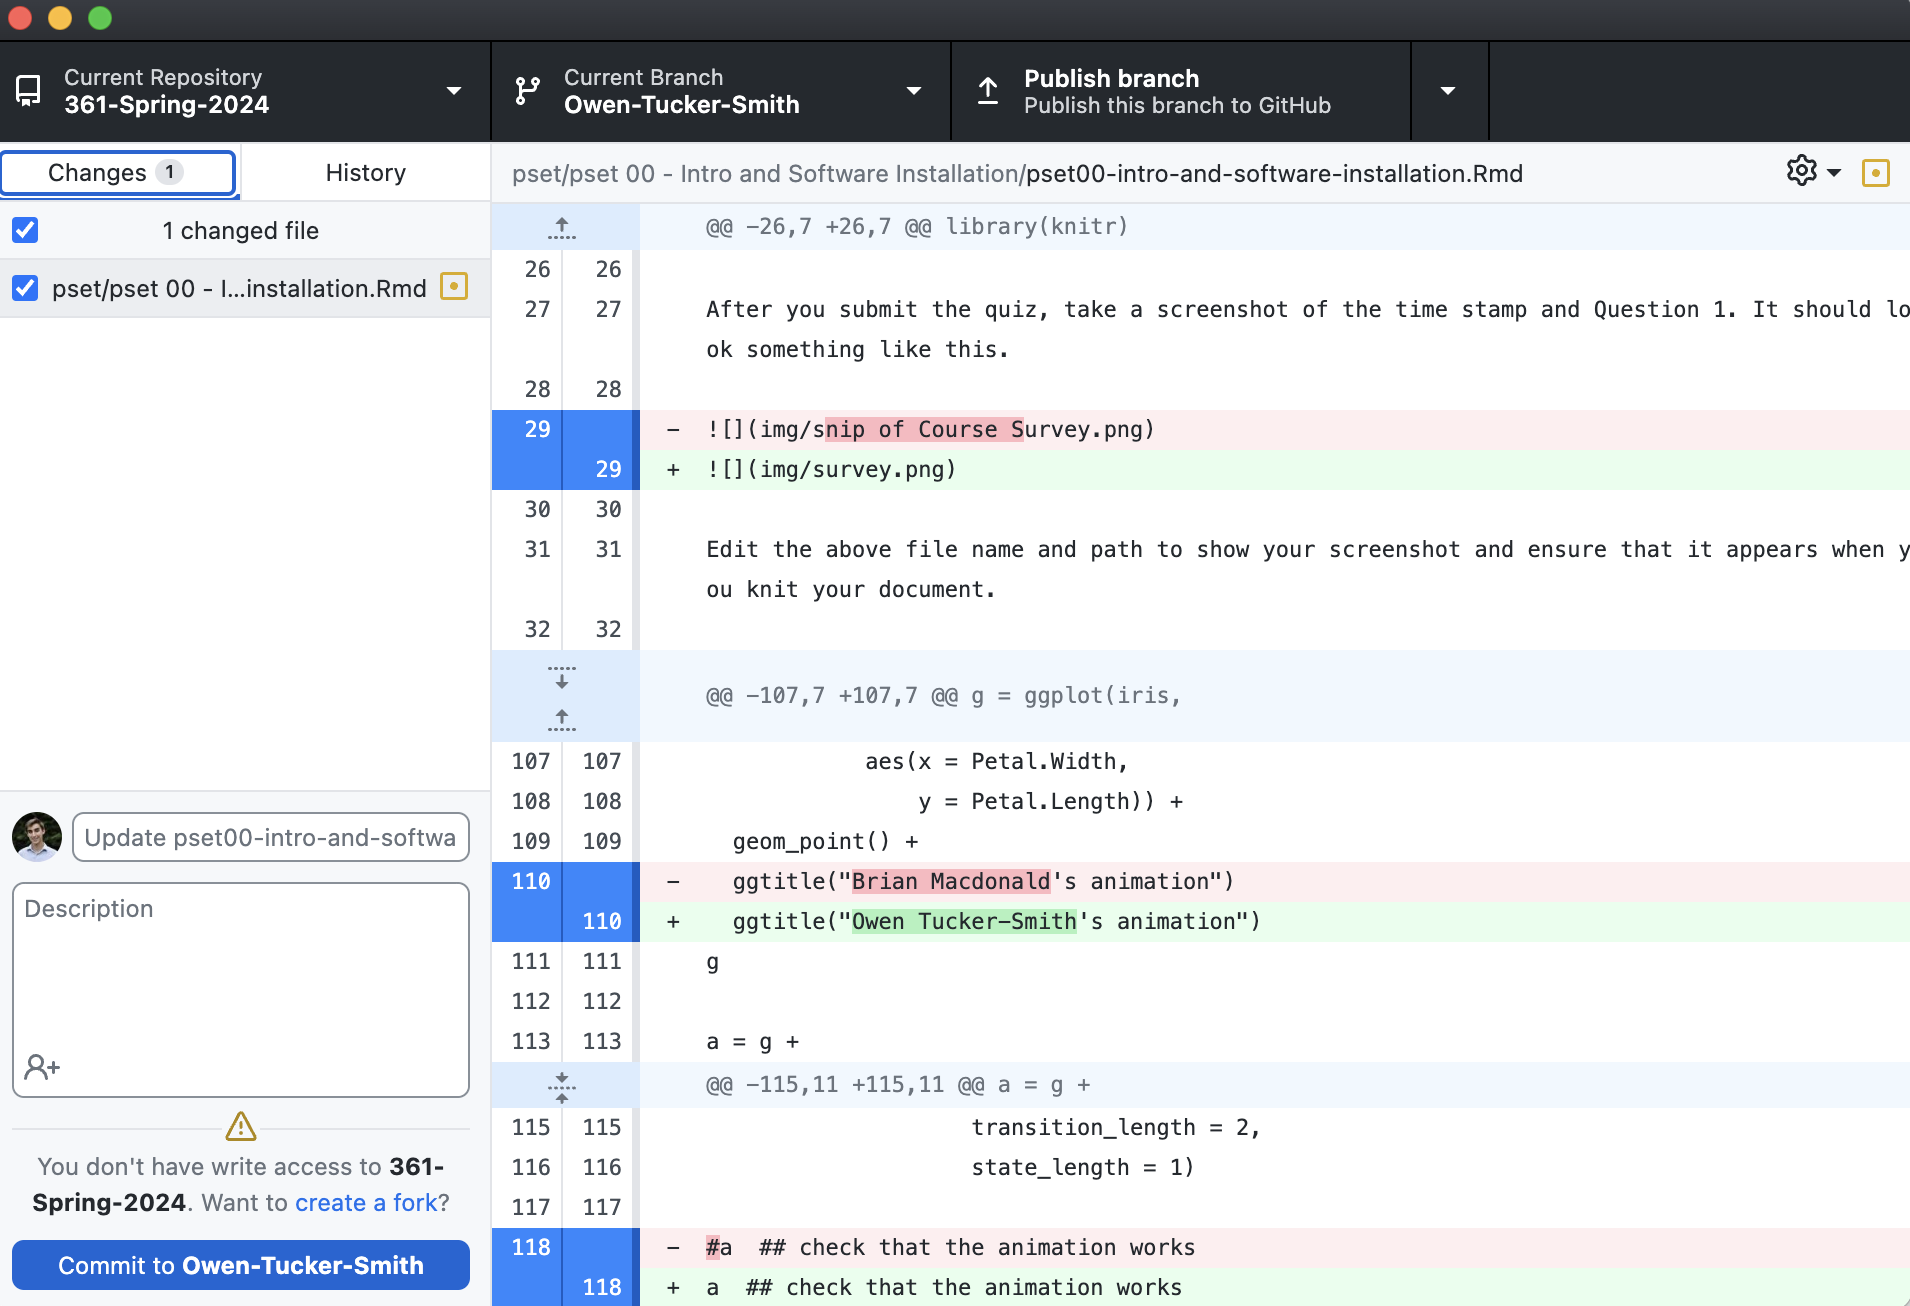 Current Repository
361-Spring-2024
Current Branch
Owen-Tucker-Smith
Publish branch
Publish this branch to GitHub
Changes 1
History
pset/pset 00 - Intro and Software Installation/pset00-intro-and-software-installation.Rmd
1 changed file
pset/pset 00 - I...installation.Rmd
@@ -26,7 +26,7 @@ library(knitr)
26 26
27 27 After you submit the quiz, take a screenshot of the time stamp and Question 1. It should lo
ok something like this.
28 28
29 - ![](img/snip of Course Survey.png)
29 + ![](img/survey.png)
30 30
31 31 Edit the above file name and path to show your screenshot and ensure that it appears when y
ou knit your document.
32 32
@@ -107,7 +107,7 @@ g = ggplot(iris,
107 107 aes(x = Petal.Width,
108 108 y = Petal.Length)) +
109 109 geom_point() +
110 - ggtitle("Brian Macdonald's animation")
110 + ggtitle("Owen Tucker-Smith's animation")
111 111 g
112 112
113 113 a = g +
@@ -115,11 +115,11 @@ a = g +
115 115 transition_length = 2,
116 116 state_length = 1)
117 117
118 - #a ## check that the animation works
118 + a ## check that the animation works
Update pset00-intro-and-softwa
Description
You don't have write access to 361-
Spring-2024. Want to create a fork?
Commit to Owen-Tucker-Smith